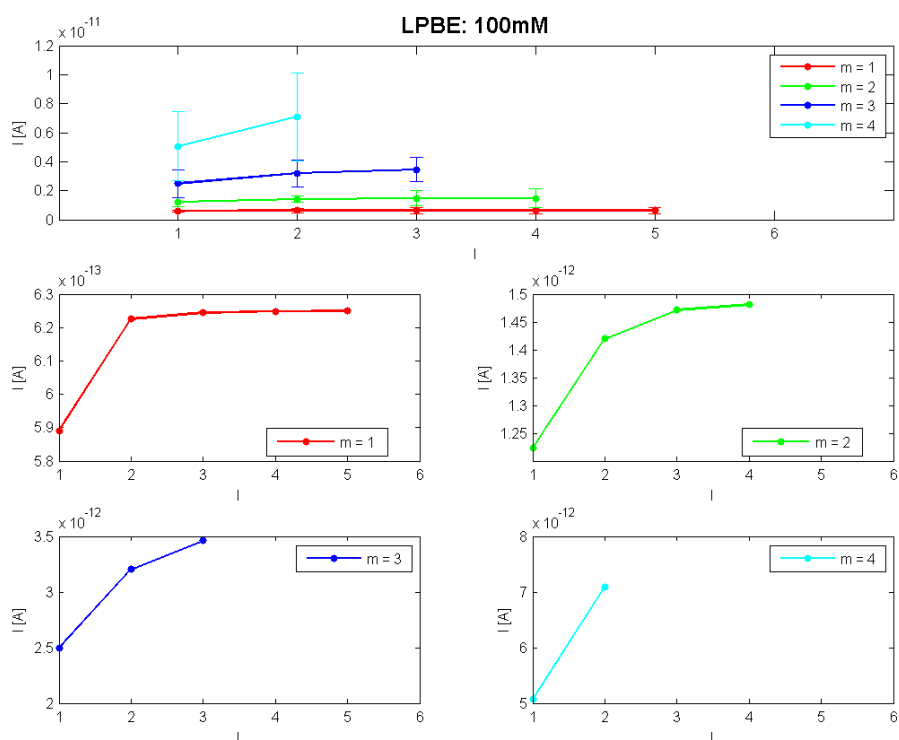 LPBE: 100mM
x 10^-11
1.2
1
0.8
0.6
0.4
0.2
0
I [A]
1 2 3 4 5 6
l
m = 1
m = 2
m = 3
m = 4
x 10^-13
6.3
6.2
6.1
6
5.9
5.8
I [A]
1 2 3 4 5 6
l
m = 1
x 10^-12
1.5
1.45
1.4
1.35
1.3
1.25
I [A]
1 2 3 4 5 6
l
m = 2
x 10^-12
3.5
3
2.5
2
I [A]
1 2 3 4 5 6
l
m = 3
x 10^-12
8
7
6
5
I [A]
1 2 3 4 5 6
l
m = 4